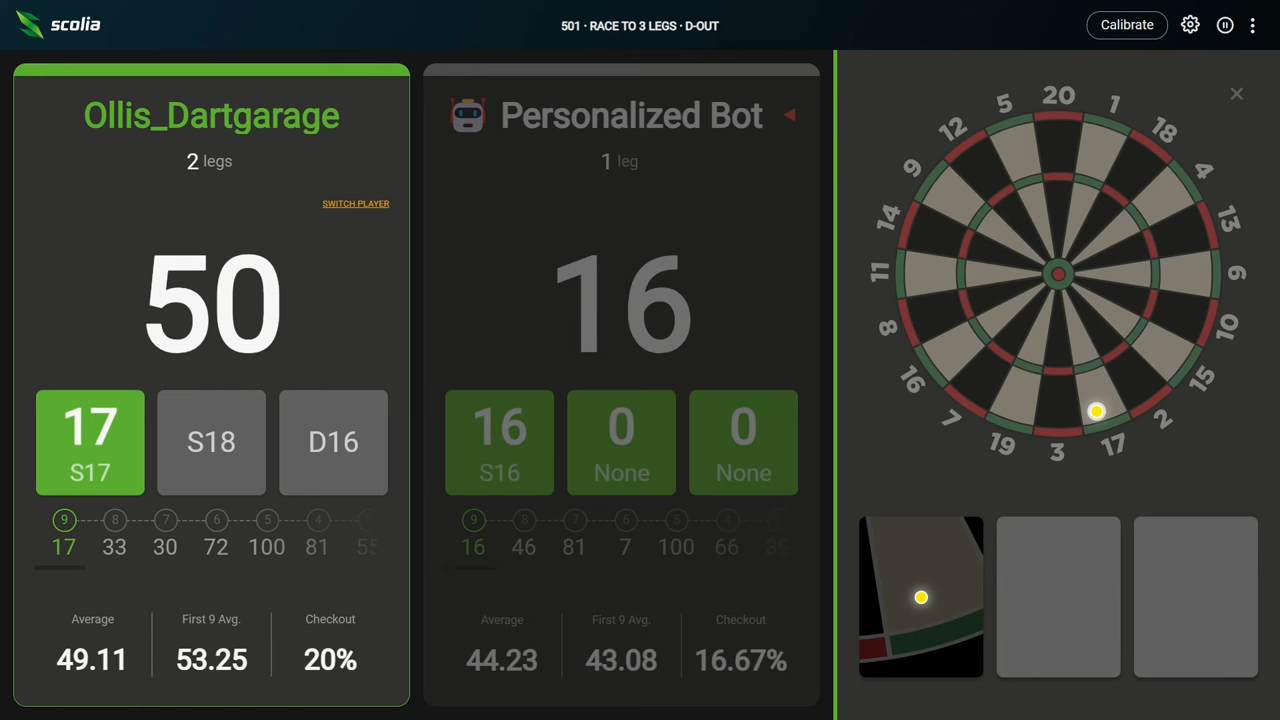 scolia
501 · RACE TO 3 LEGS · D-OUT
Calibrate
Ollis_Dartgarage
2 legs
SWITCH PLAYER
50
17
S17
S18
D16
9 8 7 6 5 4
17 33 30 72 100 81 55
Average First 9 Avg. Checkout
49.11 53.25 20%
Personalized Bot
1 leg
16
16
S16
0
None
0
None
9 8 7 6 5 4
16 46 81 7 100 66 39
Average First 9 Avg. Checkout
44.23 43.08 16.67%
20
1
18
4
13
6
10
15
2
17
3
19
7
16
8
11
14
9
12
5